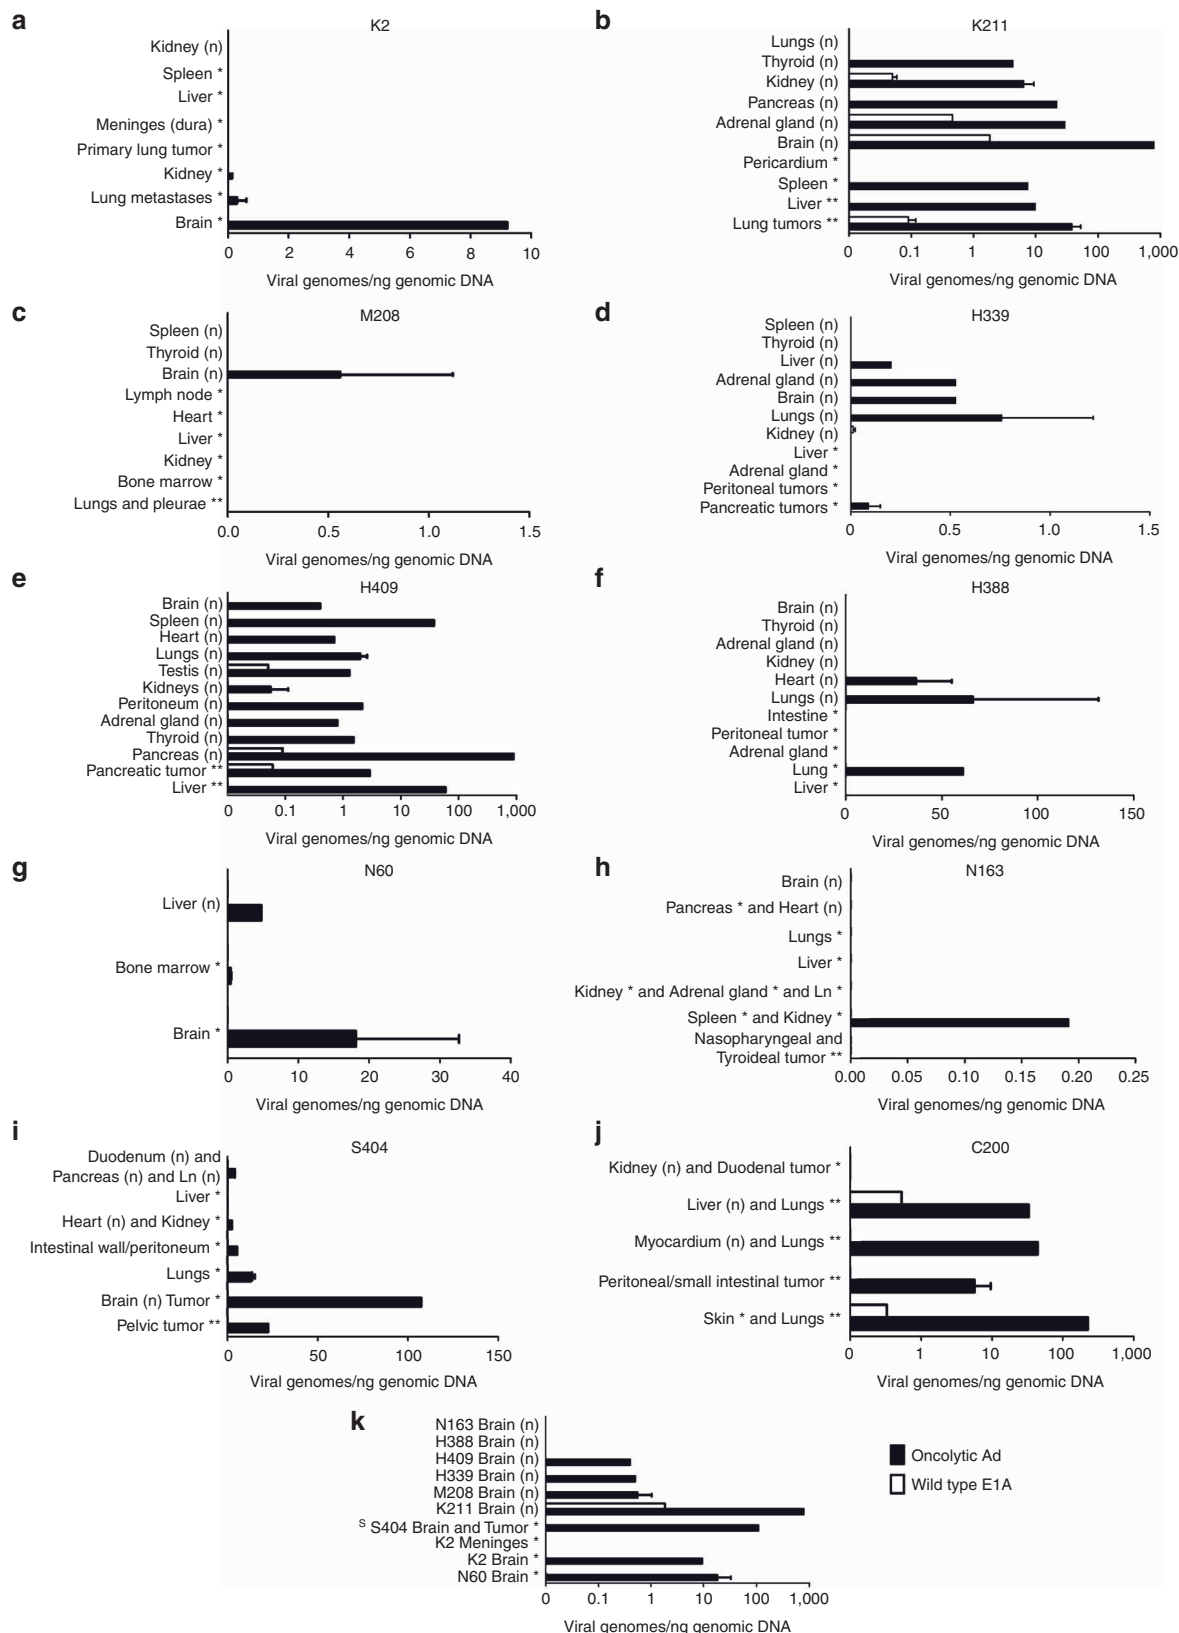 a
K2
Kidney (n)
Spleen *
Liver *
Meninges (dura) *
Primary lung tumor *
Kidney *
Lung metastases *
Brain *
0 2 4 6 8 10
Viral genomes/ng genomic DNA
b
K211
Lungs (n)
Thyroid (n)
Kidney (n)
Pancreas (n)
Adrenal gland (n)
Brain (n)
Pericardium *
Spleen *
Liver **
Lung tumors **
0 0.1 1 10 100 1,000
Viral genomes/ng genomic DNA
c
M208
Spleen (n)
Thyroid (n)
Brain (n)
Lymph node *
Heart *
Liver *
Kidney *
Bone marrow *
Lungs and pleurae **
0.0 0.5 1.0 1.5
Viral genomes/ng genomic DNA
d
H339
Spleen (n)
Thyroid (n)
Liver (n)
Adrenal gland (n)
Brain (n)
Lungs (n)
Kidney (n)
Liver *
Adrenal gland *
Peritoneal tumors *
Pancreatic tumors *
0 0.5 1.0 1.5
Viral genomes/ng genomic DNA
e
H409
Brain (n)
Spleen (n)
Heart (n)
Lungs (n)
Testis (n)
Kidneys (n)
Peritoneum (n)
Adrenal gland (n)
Thyroid (n)
Pancreas (n)
Pancreatic tumor **
Liver **
0 0.1 1 10 100 1,000
Viral genomes/ng genomic DNA
f
H388
Brain (n)
Thyroid (n)
Adrenal gland (n)
Kidney (n)
Heart (n)
Lungs (n)
Intestine *
Peritoneal tumor *
Adrenal gland *
Lung *
Liver *
0 50 100 150
Viral genomes/ng genomic DNA
g
N60
Liver (n)
Bone marrow *
Brain *
0 10 20 30 40
Viral genomes/ng genomic DNA
h
N163
Brain (n)
Pancreas * and Heart (n)
Lungs *
Liver *
Kidney * and Adrenal gland * and Ln *
Spleen * and Kidney *
Nasopharyngeal and
Tyroideal tumor **
0.00 0.05 0.10 0.15 0.20 0.25
Viral genomes/ng genomic DNA
i
S404
Duodenum (n) and
Pancreas (n) and Ln (n)
Liver *
Heart (n) and Kidney *
Intestinal wall/peritoneum *
Lungs *
Brain (n) Tumor *
Pelvic tumor **
0 50 100 150
Viral genomes/ng genomic DNA
j
C200
Kidney (n) and Duodenal tumor *
Liver (n) and Lungs **
Myocardium (n) and Lungs **
Peritoneal/small intestinal tumor **
Skin * and Lungs **
0 1 10 100 1,000
Viral genomes/ng genomic DNA
k
N163 Brain (n)
H388 Brain (n)
H409 Brain (n)
H339 Brain (n)
M208 Brain (n)
K211 Brain (n)
S S404 Brain and Tumor *
K2 Meninges *
K2 Brain *
N60 Brain *
0 0.1 1 10 100 1,000
Viral genomes/ng genomic DNA
Oncolytic Ad
Wild type E1A